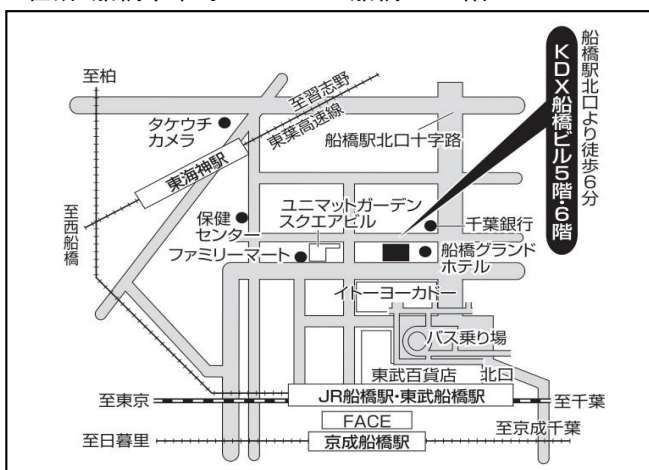 至柏
至習志野
東葉高速線
タケウチ
カメラ
東海神駅
船橋駅北口十字路
船橋駅北口より徒歩6分
KDX船橋ビル5階・6階
至西船橋
保健
センター
ユニマットガーデン
スクエアビル
千葉銀行
ファミリーマート
船橋グランド
ホテル
イトーヨーカドー
バス乗り場
東武百貨店
北口
至東京
JR船橋駅・東武船橋駅
至千葉
FACE
至日暮里
京成船橋駅
至京成千葉